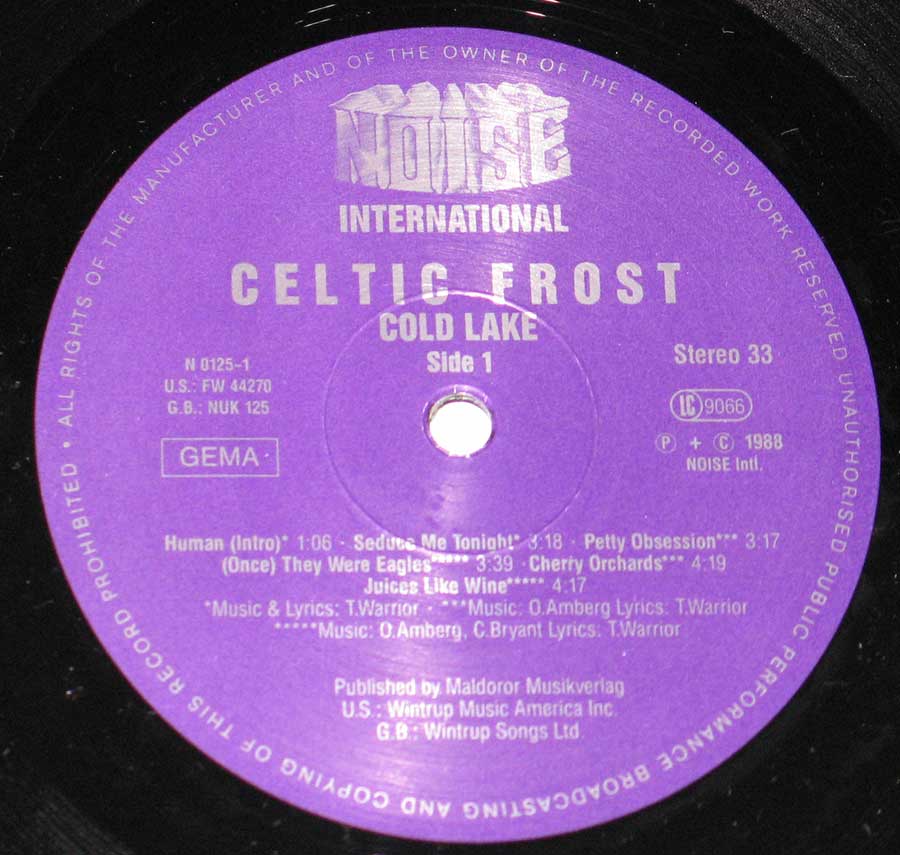 • ALL RIGHTS OF THE MANUFACTURER AND OF THE OWNER OF THE RECORDED WORK RESERVED UNAUTHORISED PUBLIC PERFORMANCE BROADCASTING AND COPYING OF THIS RECORD PROHIBITED
NOISE
INTERNATIONAL
CELTIC FROST
COLD LAKE
Side 1
N 0125-1
U.S.: FW 44270
G.B.: NUK 125
GEMA
Stereo 33
LC 9066
Ⓟ + Ⓒ 1988
NOISE Intl.
Human (Intro)* 1:06 · Seduce Me Tonight* 3:18 · Petty Obsession*** 3:17
(Once) They Were Eagles***** 3:39 · Cherry Orchards*** 4:19
Juices Like Wine***** 4:17
*Music & Lyrics: T.Warrior · ***Music: O.Amberg Lyrics: T.Warrior
*****Music: O.Amberg, C.Bryant Lyrics: T.Warrior
Published by Maldoror Musikverlag
U.S.: Wintrup Music America Inc.
G.B.: Wintrup Songs Ltd.